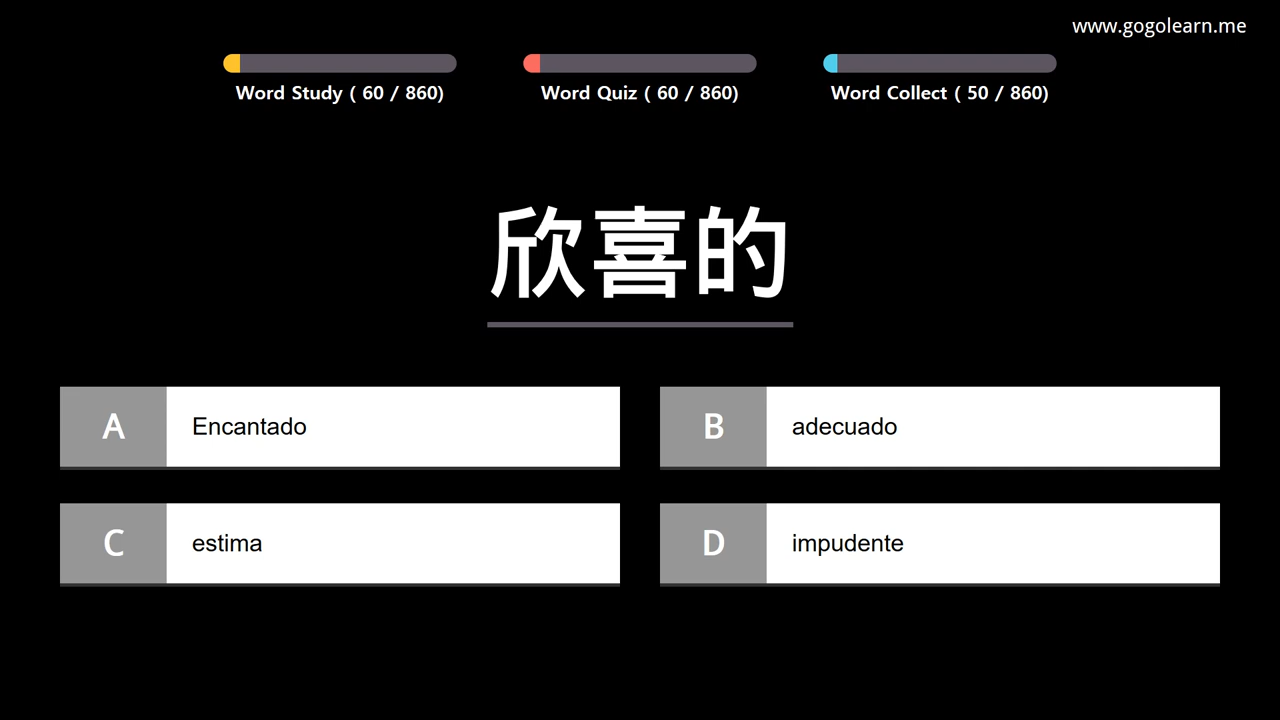 www.gogolearn.me
Word Study ( 60 / 860)
Word Quiz ( 60 / 860)
Word Collect ( 50 / 860)
欣喜的
A Encantado
B adecuado
C estima
D impudente